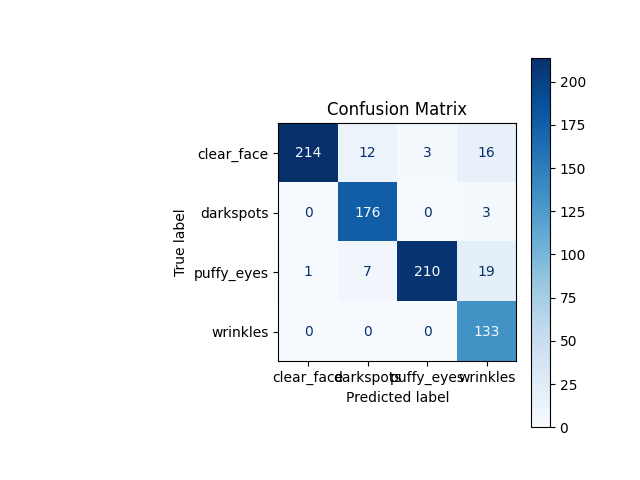 Confusion Matrix
clear_face 214 12 3 16
darkspots 0 176 0 3
puffy_eyes 1 7 210 19
wrinkles 0 0 0 133
clear_face darkspots puffy_eyes wrinkles
Predicted label
True label
200
175
150
125
100
75
50
25
0